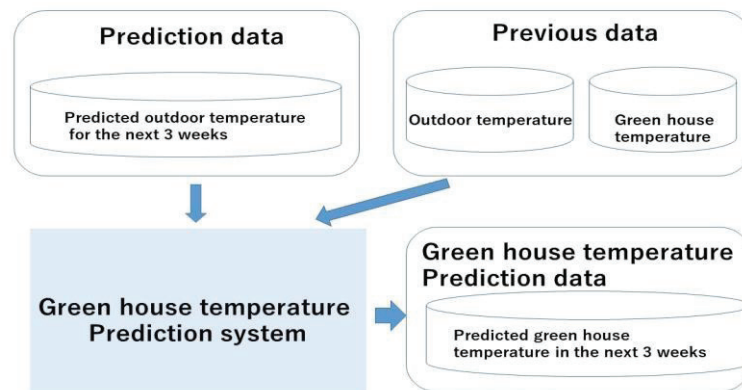 Prediction data
Predicted outdoor temperature
for the next 3 weeks
Previous data
Outdoor temperature
Green house
temperature
Green house temperature
Prediction system
Green house temperature
Prediction data
Predicted green house
temperature in the next 3 weeks